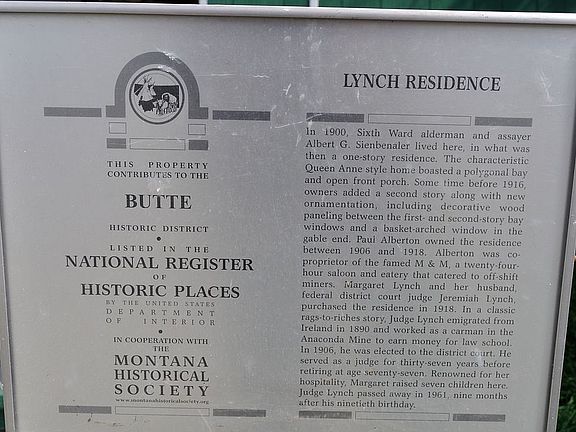 THIS PROPERTY
CONTRIBUTES TO THE
BUTTE
HISTORIC DISTRICT
•
LISTED IN THE
NATIONAL REGISTER
OF
HISTORIC PLACES
BY THE UNITED STATES
DEPARTMENT
OF INTERIOR
•
IN COOPERATION WITH
THE
MONTANA
HISTORICAL
SOCIETY
www.montanahistoricalsociety.org
LYNCH RESIDENCE
In 1900, Sixth Ward alderman and assayer
Albert G. Sienbenaler lived here, in what was
then a one-story residence. The characteristic
Queen Anne style home boasted a polygonal bay
and open front porch. Some time before 1916,
owners added a second story along with new
ornamentation, including decorative wood
paneling between the first- and second-story bay
windows and a basket-arched window in the
gable end. Paul Alberton owned the residence
between 1906 and 1918. Alberton was co-
proprietor of the famed M & M, a twenty-four-
hour saloon and eatery that catered to off-shift
miners. Margaret Lynch and her husband,
federal district court judge Jeremiah Lynch,
purchased the residence in 1918. In a classic
rags-to-riches story, Judge Lynch emigrated from
Ireland in 1890 and worked as a carman in the
Anaconda Mine to earn money for law school.
In 1906, he was elected to the district court. He
served as a judge for thirty-seven years before
retiring at age seventy-seven. Renowned for her
hospitality, Margaret raised seven children here.
Judge Lynch passed away in 1961, nine months
after his ninetieth birthday.